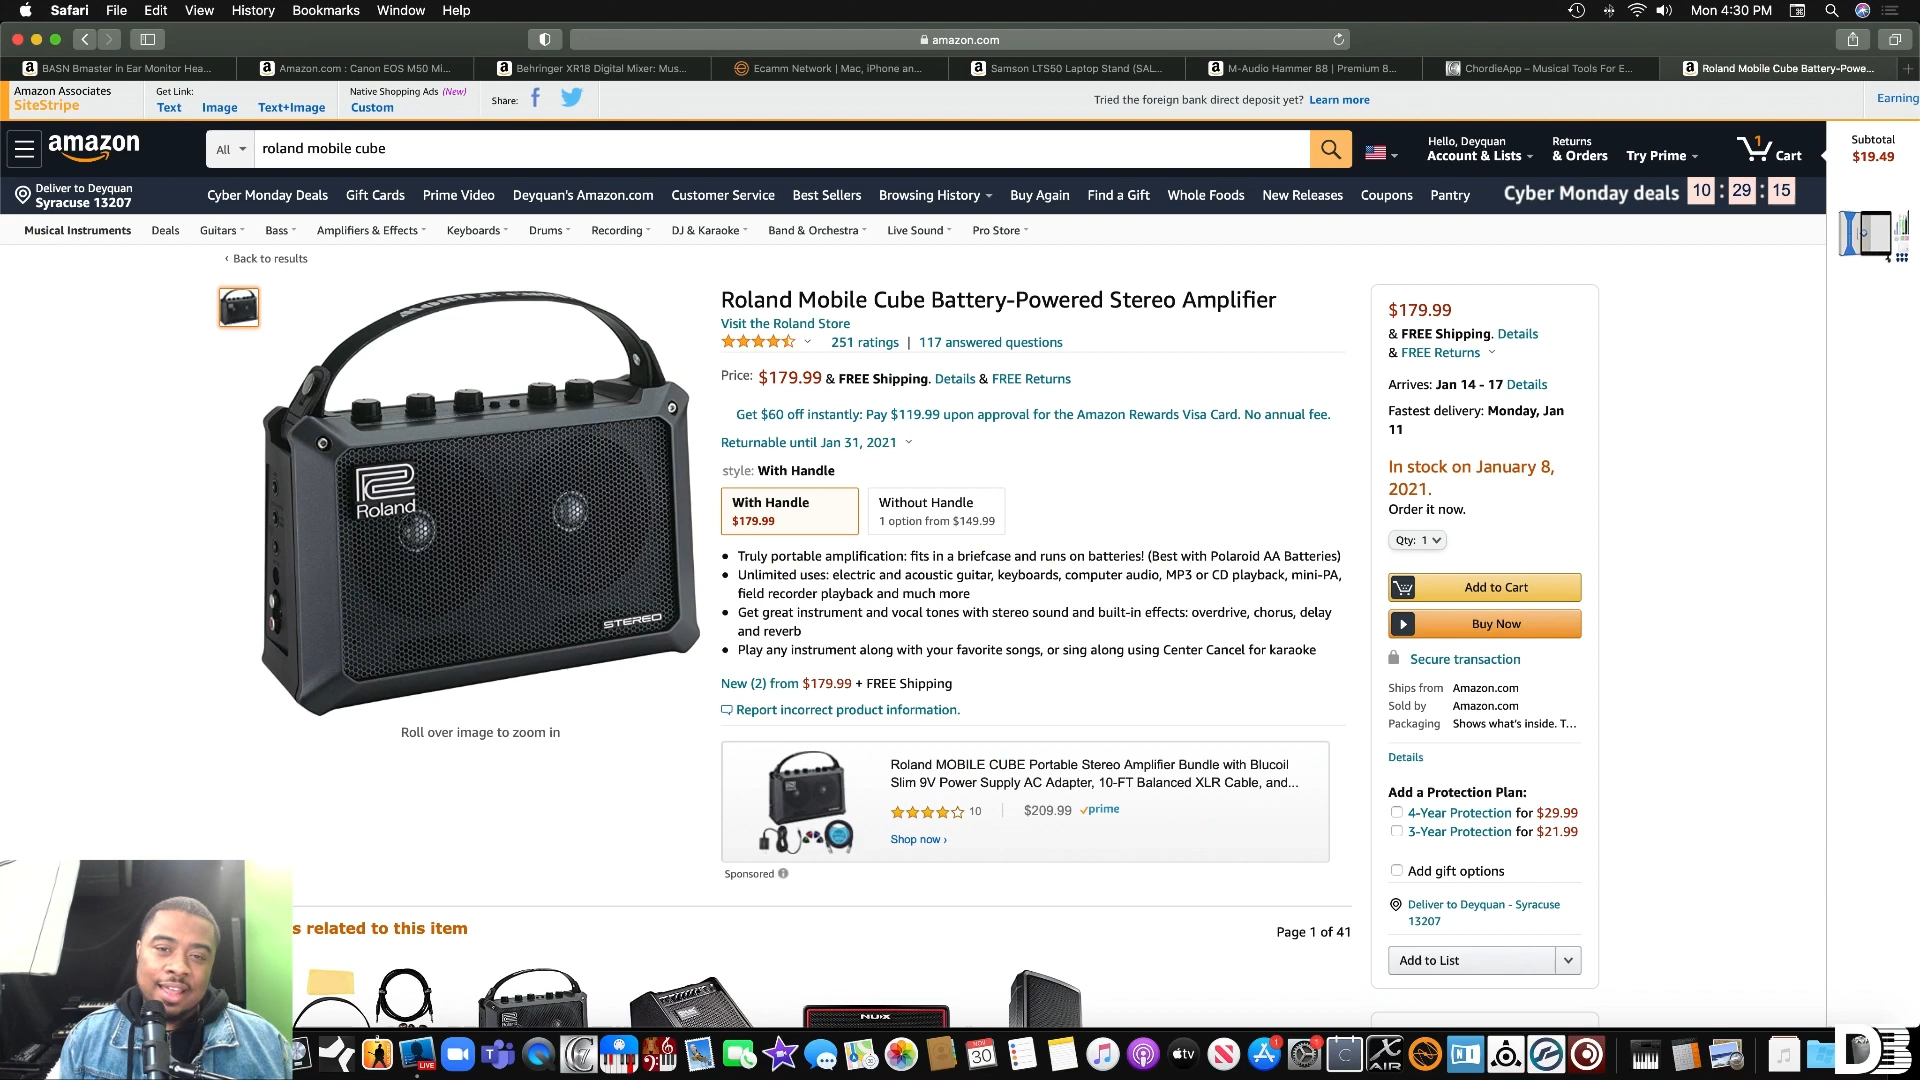 Safari File Edit View History Bookmarks Window Help Mon 4:30 PM
amazon.com
BASN Bmaster in Ear Monitor Hea... Amazon.com : Canon EOS M50 Mi... Behringer XR18 Digital Mixer: Mus... Ecamm Network | Mac, iPhone an... Samson LTS50 Laptop Stand (SAL... M-Audio Hammer 88 | Premium 8... ChordieApp – Musical Tools For E... Roland Mobile Cube Battery-Powe...
Amazon Associates
SiteStripe
Get Link:
Text Image Text+Image
Native Shopping Ads (New)
Custom
Share:
Tried the foreign bank direct deposit yet? Learn more
Earning
amazon
All
roland mobile cube
Hello, Deyquan
Account & Lists
Returns
& Orders
Try Prime
1
Cart
Subtotal
$19.49
Deliver to Deyquan
Syracuse 13207
Cyber Monday Deals Gift Cards Prime Video Deyquan's Amazon.com Customer Service Best Sellers Browsing History Buy Again Find a Gift Whole Foods New Releases Coupons Pantry
Cyber Monday deals 10 : 29 : 15
Musical Instruments Deals Guitars Bass Amplifiers & Effects Keyboards Drums Recording DJ & Karaoke Band & Orchestra Live Sound Pro Store
‹ Back to results
Roland
STEREO
Roll over image to zoom in
Roland Mobile Cube Battery-Powered Stereo Amplifier
Visit the Roland Store
251 ratings | 117 answered questions
Price: $179.99 & FREE Shipping. Details & FREE Returns
Get $60 off instantly: Pay $119.99 upon approval for the Amazon Rewards Visa Card. No annual fee.
Returnable until Jan 31, 2021
style: With Handle
With Handle
$179.99
Without Handle
1 option from $149.99
• Truly portable amplification: fits in a briefcase and runs on batteries! (Best with Polaroid AA Batteries)
• Unlimited uses: electric and acoustic guitar, keyboards, computer audio, MP3 or CD playback, mini-PA,
field recorder playback and much more
• Get great instrument and vocal tones with stereo sound and built-in effects: overdrive, chorus, delay
and reverb
• Play any instrument along with your favorite songs, or sing along using Center Cancel for karaoke
New (2) from $179.99 + FREE Shipping
Report incorrect product information.
Roland MOBILE CUBE Portable Stereo Amplifier Bundle with Blucoil
Slim 9V Power Supply AC Adapter, 10-FT Balanced XLR Cable, and...
10 | $209.99 prime
Shop now ›
Sponsored
$179.99
& FREE Shipping. Details
& FREE Returns
Arrives: Jan 14 - 17 Details
Fastest delivery: Monday, Jan
11
In stock on January 8,
2021.
Order it now.
Qty: 1
Add to Cart
Buy Now
Secure transaction
Ships from Amazon.com
Sold by Amazon.com
Packaging Shows what's inside. T...
Details
Add a Protection Plan:
4-Year Protection for $29.99
3-Year Protection for $21.99
Add gift options
Deliver to Deyquan - Syracuse
13207
Add to List
s related to this item
Page 1 of 41
Roland
NUX
LIVE
NOV
30
tv
1
X
AIR
DB